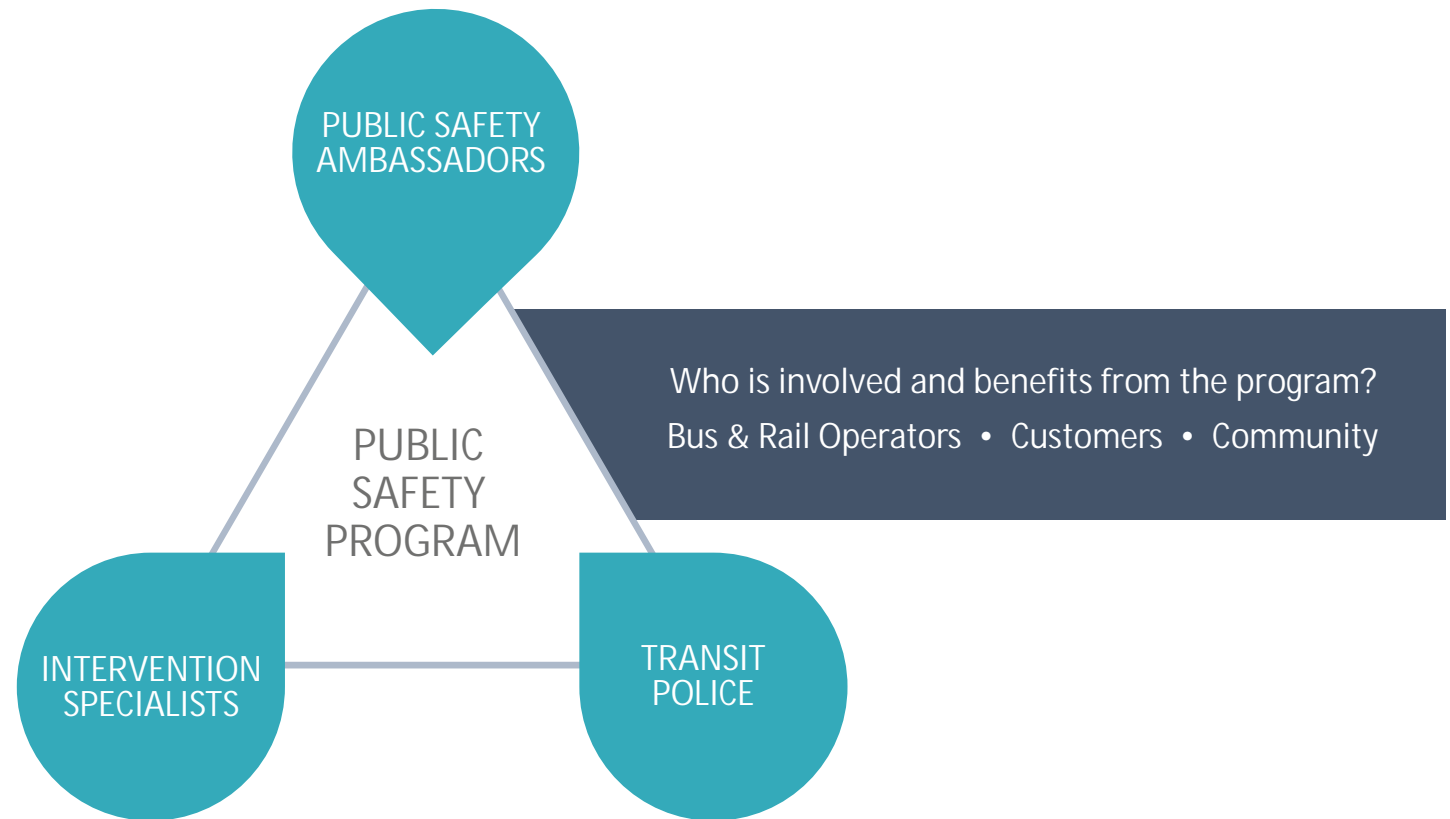 PUBLIC SAFETY
AMBASSADORS
Who is involved and benefits from the program?
Bus & Rail Operators • Customers • Community
PUBLIC
SAFETY
PROGRAM
INTERVENTION
SPECIALISTS
TRANSIT
POLICE